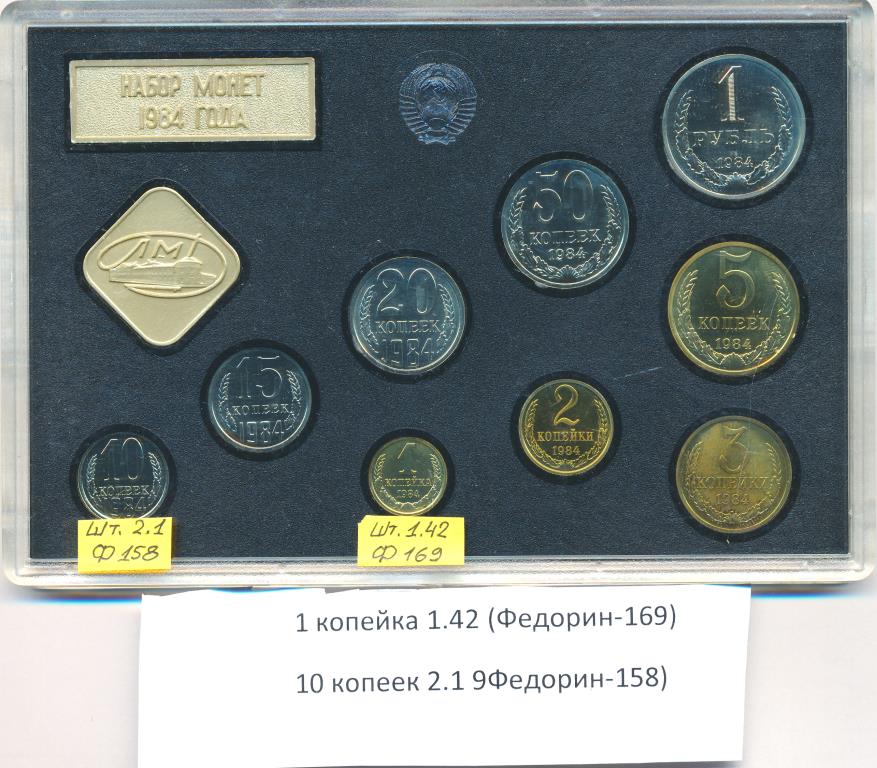 НАБОР МОНЕТ
1984 ГОДА
1
РУБЛЬ
1984
50
КОПЕЕК
1984
ЛМД
20
КОПЕЕК
1984
5
КОПЕЕК
1984
15
КОПЕЕК
1984
2
КОПЕЙКИ
1984
10
КОПЕЕК
1984
1
КОПЕЙКА
1984
3
КОПЕЙКИ
1984
шт. 2.1
Ф 158
шт. 1.42
Ф 169
1 копейка 1.42 (Федорин-169)
10 копеек 2.1 9Федорин-158)